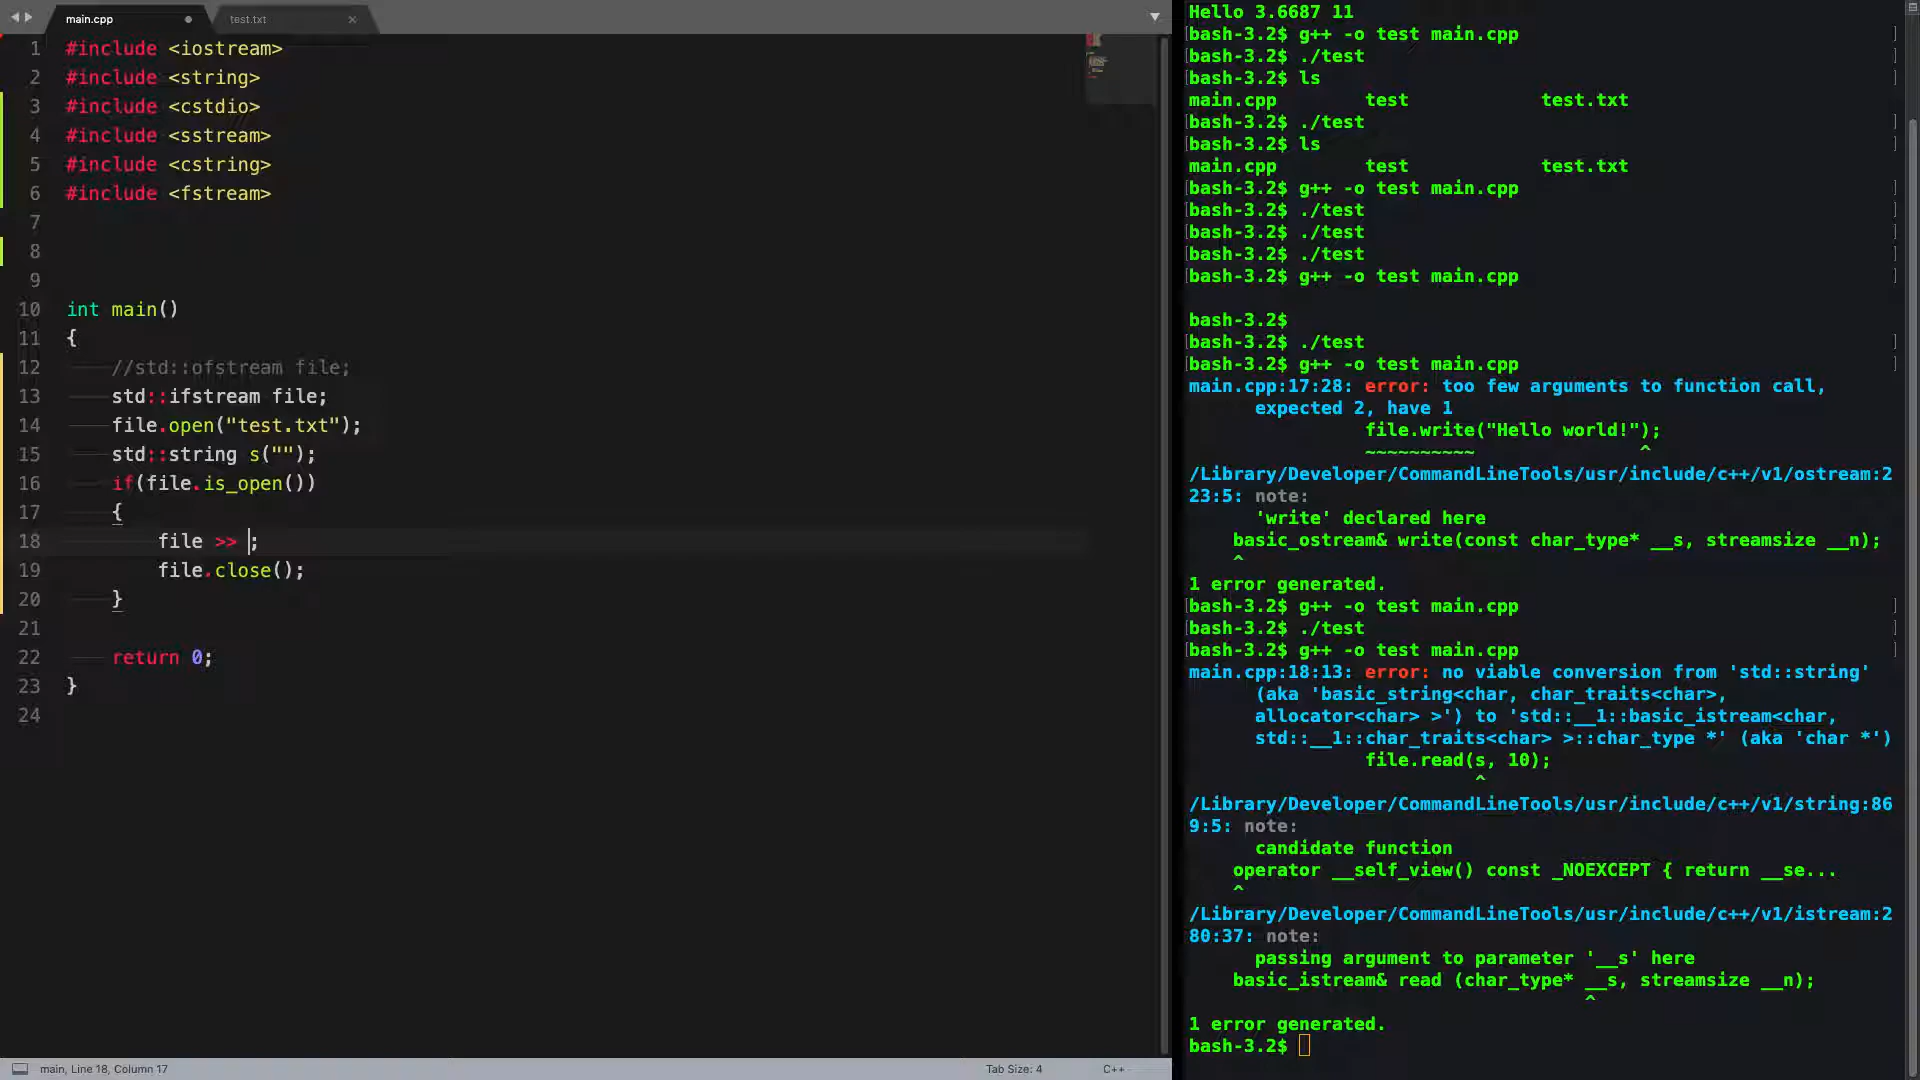 main.cpp
test.txt
1 #include <iostream>
2 #include <string>
3 #include <cstdio>
4 #include <sstream>
5 #include <cstring>
6 #include <fstream>
7
8
9
10 int main()
11 {
12 //std::ofstream file;
13 std::ifstream file;
14 file.open("test.txt");
15 std::string s("");
16 if(file.is_open())
17 {
18 file >> ;
19 file.close();
20 }
21
22 return 0;
23 }
24
main, Line 18, Column 17
Tab Size: 4
C++
Hello 3.6687 11
bash-3.2$ g++ -o test main.cpp
bash-3.2$ ./test
bash-3.2$ ls
main.cpp test test.txt
bash-3.2$ ./test
bash-3.2$ ls
main.cpp test test.txt
bash-3.2$ g++ -o test main.cpp
bash-3.2$ ./test
bash-3.2$ ./test
bash-3.2$ ./test
bash-3.2$ g++ -o test main.cpp
bash-3.2$
bash-3.2$ ./test
bash-3.2$ g++ -o test main.cpp
main.cpp:17:28: error: too few arguments to function call,
expected 2, have 1
file.write("Hello world!");
~~~~~~~~~~ ^
/Library/Developer/CommandLineTools/usr/include/c++/v1/ostream:2
23:5: note:
'write' declared here
basic_ostream& write(const char_type* __s, streamsize __n);
^
1 error generated.
bash-3.2$ g++ -o test main.cpp
bash-3.2$ ./test
bash-3.2$ g++ -o test main.cpp
main.cpp:18:13: error: no viable conversion from 'std::string'
(aka 'basic_string<char, char_traits<char>,
allocator<char> >') to 'std::__1::basic_istream<char,
std::__1::char_traits<char> >::char_type *' (aka 'char *')
file.read(s, 10);
^
/Library/Developer/CommandLineTools/usr/include/c++/v1/string:86
9:5: note:
candidate function
operator __self_view() const _NOEXCEPT { return __se...
^
/Library/Developer/CommandLineTools/usr/include/c++/v1/istream:2
80:37: note:
passing argument to parameter '__s' here
basic_istream& read (char_type* __s, streamsize __n);
^
1 error generated.
bash-3.2$